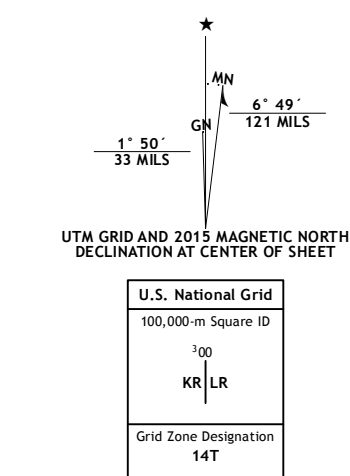 ★
MN
GN
6° 49´
121 MILS
1° 50´
33 MILS
UTM GRID AND 2015 MAGNETIC NORTH
DECLINATION AT CENTER OF SHEET
U.S. National Grid
100,000-m Square ID
³00
KR LR
Grid Zone Designation
14T